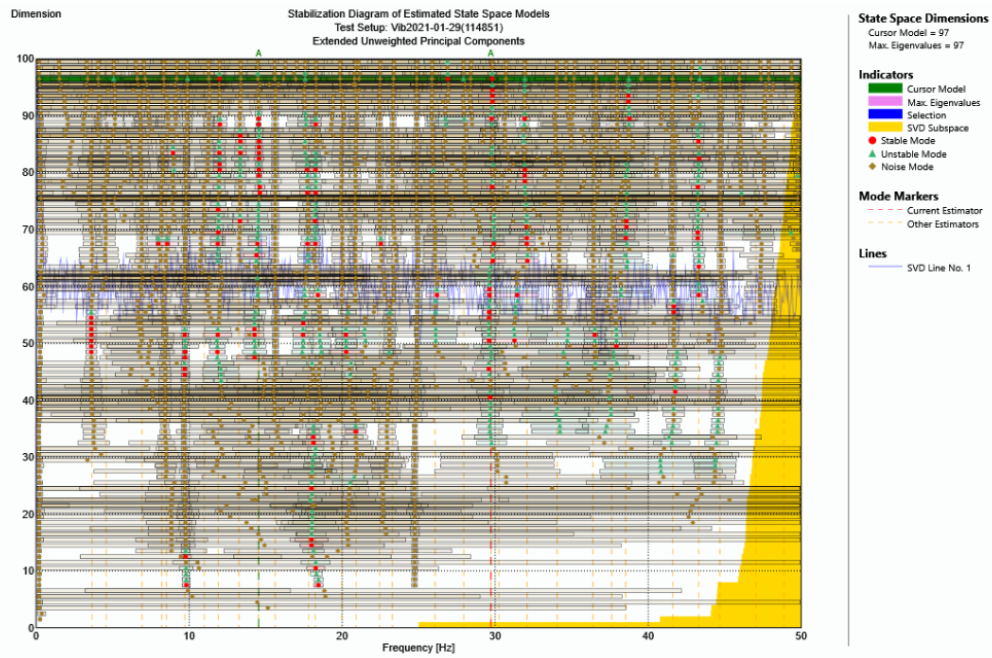 Dimension
Stabilization Diagram of Estimated State Space Models
Test Setup: Vib2021-01-29(114851)
Extended Unweighted Principal Components
A A
100
90
80
70
60
50
40
30
20
10
0
0 10 20 30 40 50
Frequency [Hz]
State Space Dimensions
Cursor Model = 97
Max. Eigenvalues = 97
Indicators
Cursor Model
Max. Eigenvalues
Selection
SVD Subspace
Stable Mode
Unstable Mode
Noise Mode
Mode Markers
Current Estimator
Other Estimators
Lines
SVD Line No. 1